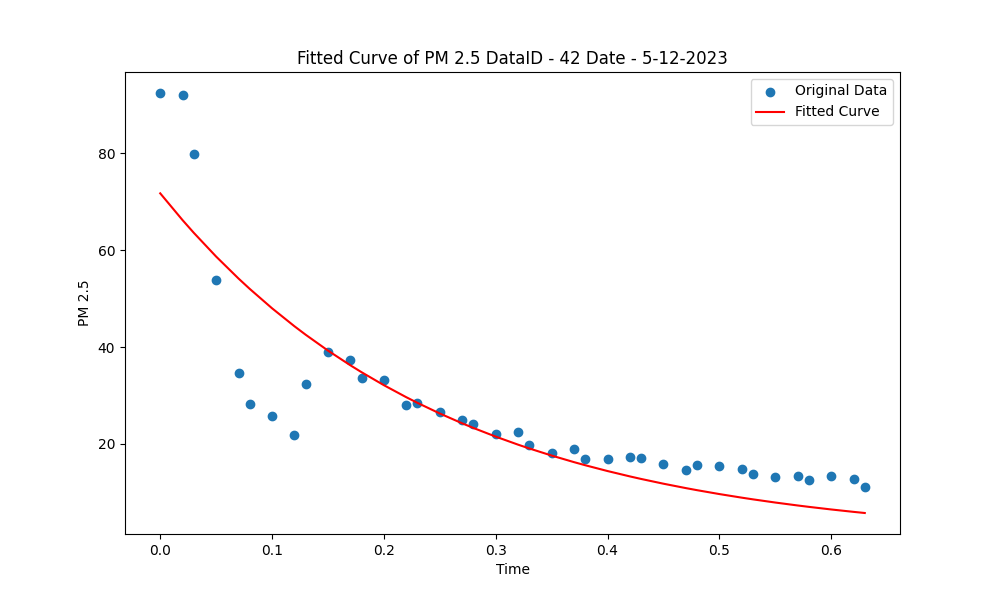 Fitted Curve of PM 2.5 DataID - 42 Date - 5-12-2023
Original Data
Fitted Curve
80
60
40
20
PM 2.5
0.0 0.1 0.2 0.3 0.4 0.5 0.6
Time